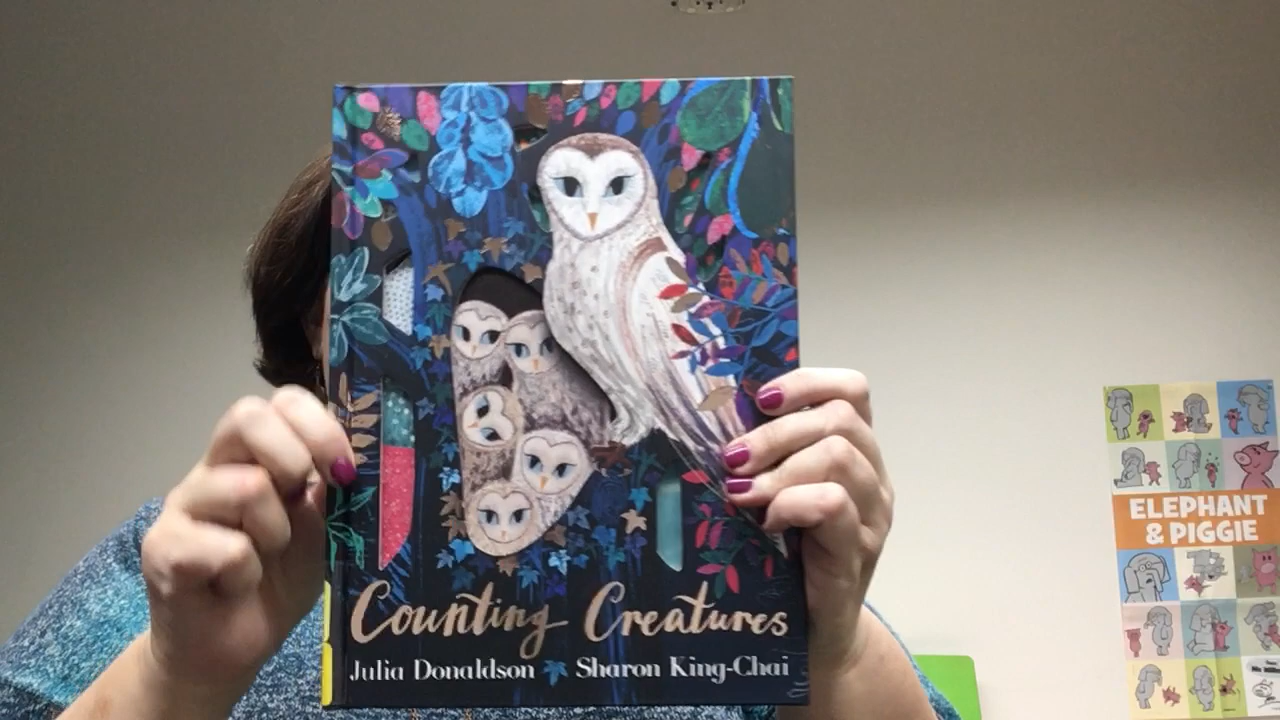 Counting Creatures
Julia Donaldson Sharon King-Chai
ELEPHANT
& PIGGIE